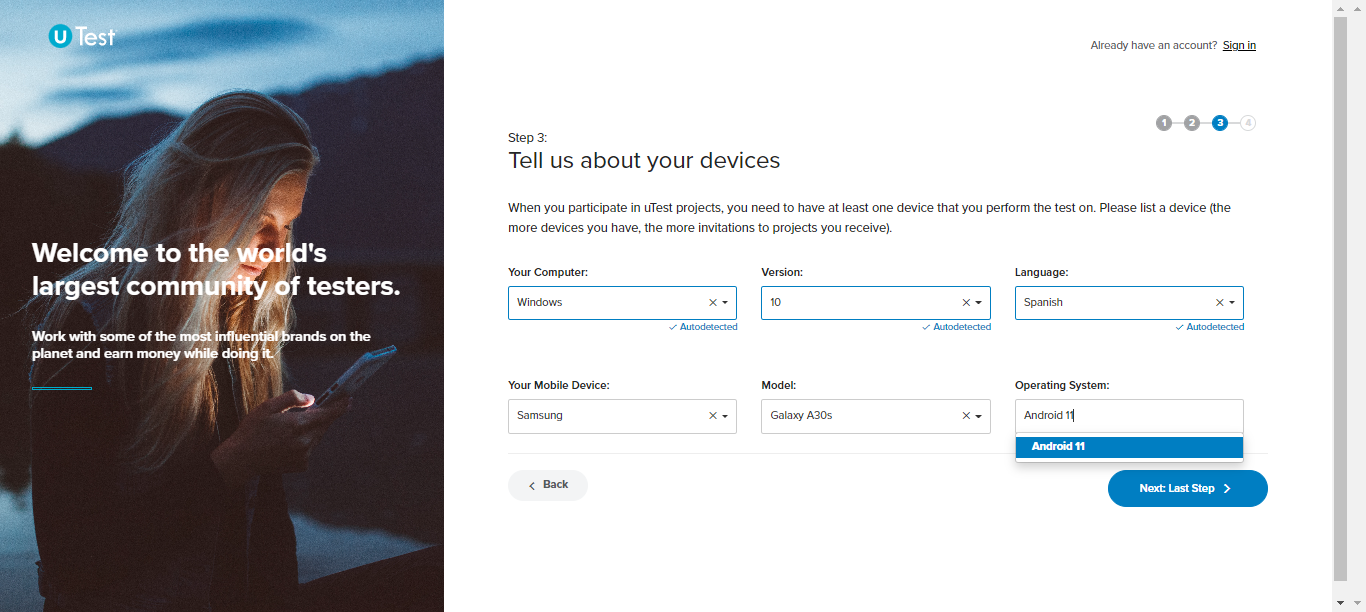 u Test
Welcome to the world's
largest community of testers.
Work with some of the most influential brands on the
planet and earn money while doing it.
Already have an account? Sign in
1 2 3 4
Step 3:
Tell us about your devices
When you participate in uTest projects, you need to have at least one device that you perform the test on. Please list a device (the
more devices you have, the more invitations to projects you receive).
Your Computer: Version: Language:
Windows 10 Spanish
Autodetected Autodetected Autodetected
Your Mobile Device: Model: Operating System:
Samsung Galaxy A30s Android 11
Android 11
Back Next: Last Step